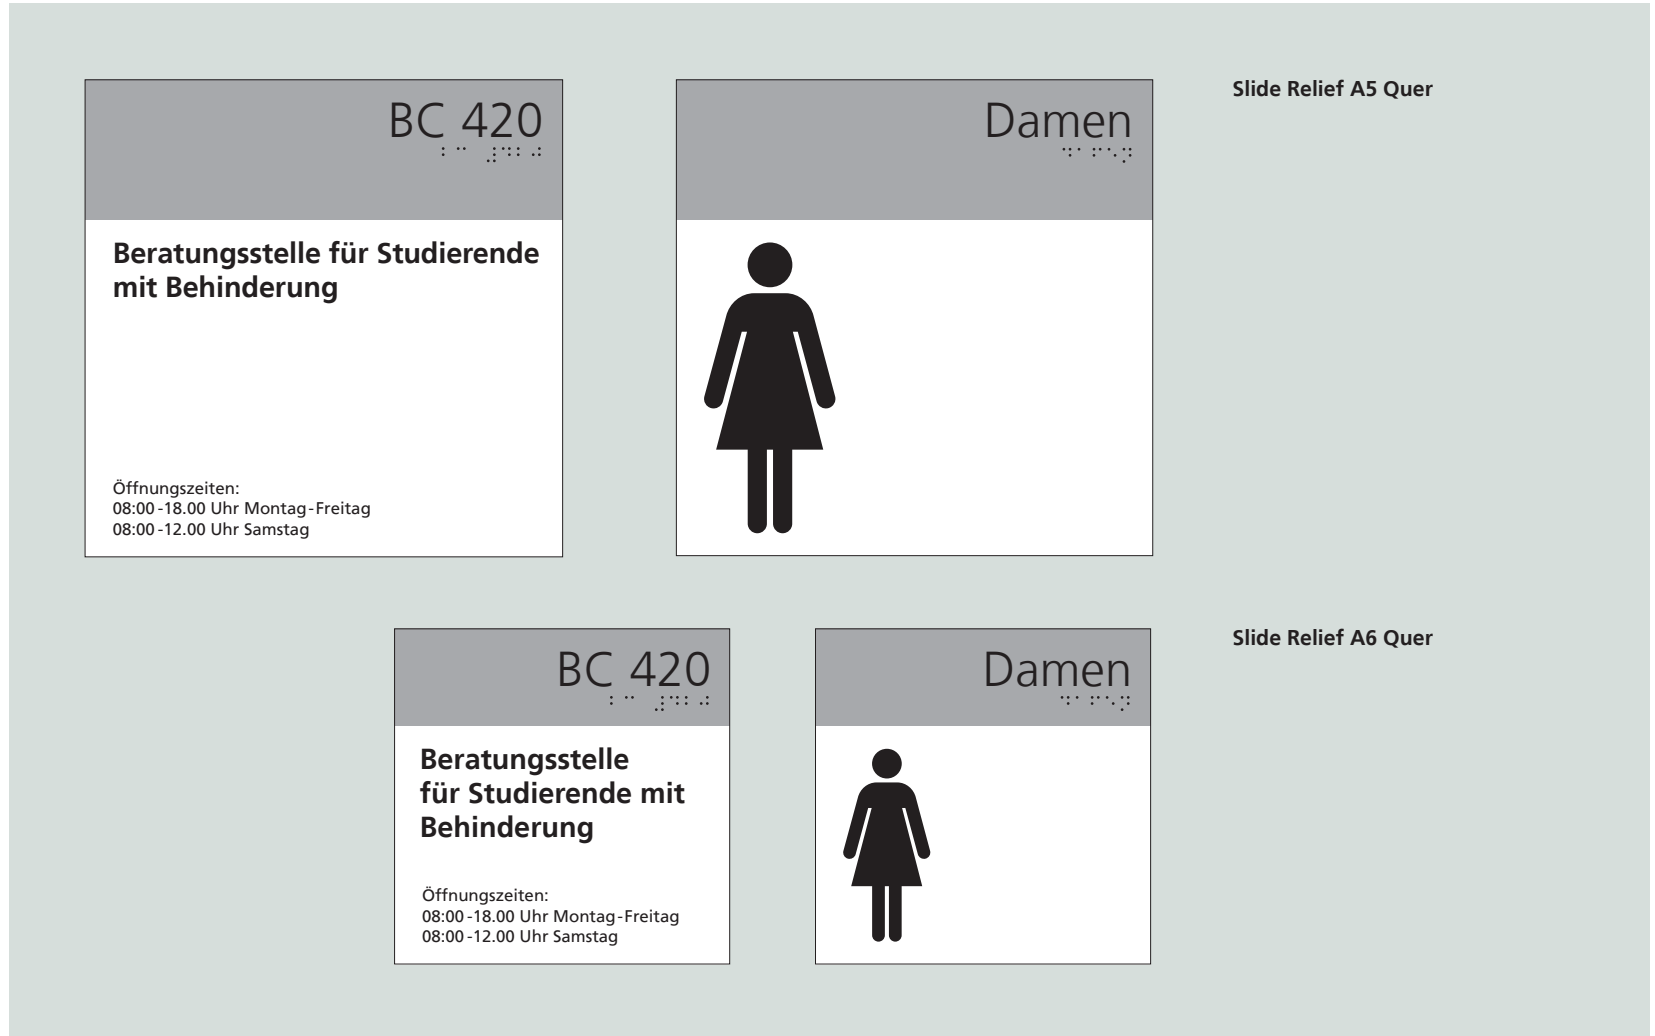 BC 420
⠃⠉ ⠼⠙⠃⠚
Beratungsstelle für Studierende
mit Behinderung
Öffnungszeiten:
08:00-18.00 Uhr Montag-Freitag
08:00-12.00 Uhr Samstag
Damen
⠙⠁⠍⠑⠝
Slide Relief A5 Quer
BC 420
⠃⠉ ⠼⠙⠃⠚
Beratungsstelle
für Studierende mit
Behinderung
Öffnungszeiten:
08:00-18.00 Uhr Montag-Freitag
08:00-12.00 Uhr Samstag
Damen
⠙⠁⠍⠑⠝
Slide Relief A6 Quer